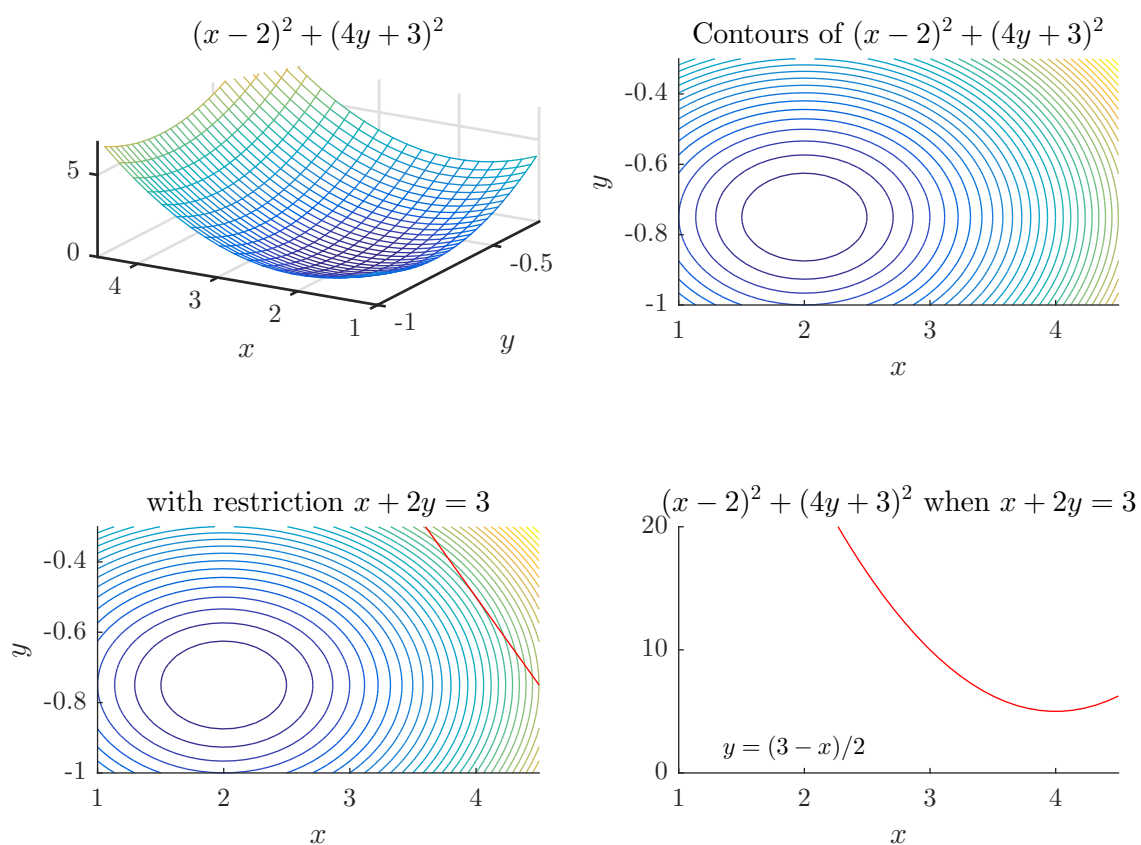 (x − 2)² + (4y + 3)²
5
0
4
3
2
1
-1
-0.5
x
y
Contours of (x − 2)² + (4y + 3)²
-0.4
-0.6
-0.8
-1
1 2 3 4
y
x
with restriction x + 2y = 3
-0.4
-0.6
-0.8
-1
1 2 3 4
y
x
(x − 2)² + (4y + 3)² when x + 2y = 3
20
10
0
y = (3 − x)/2
1 2 3 4
x